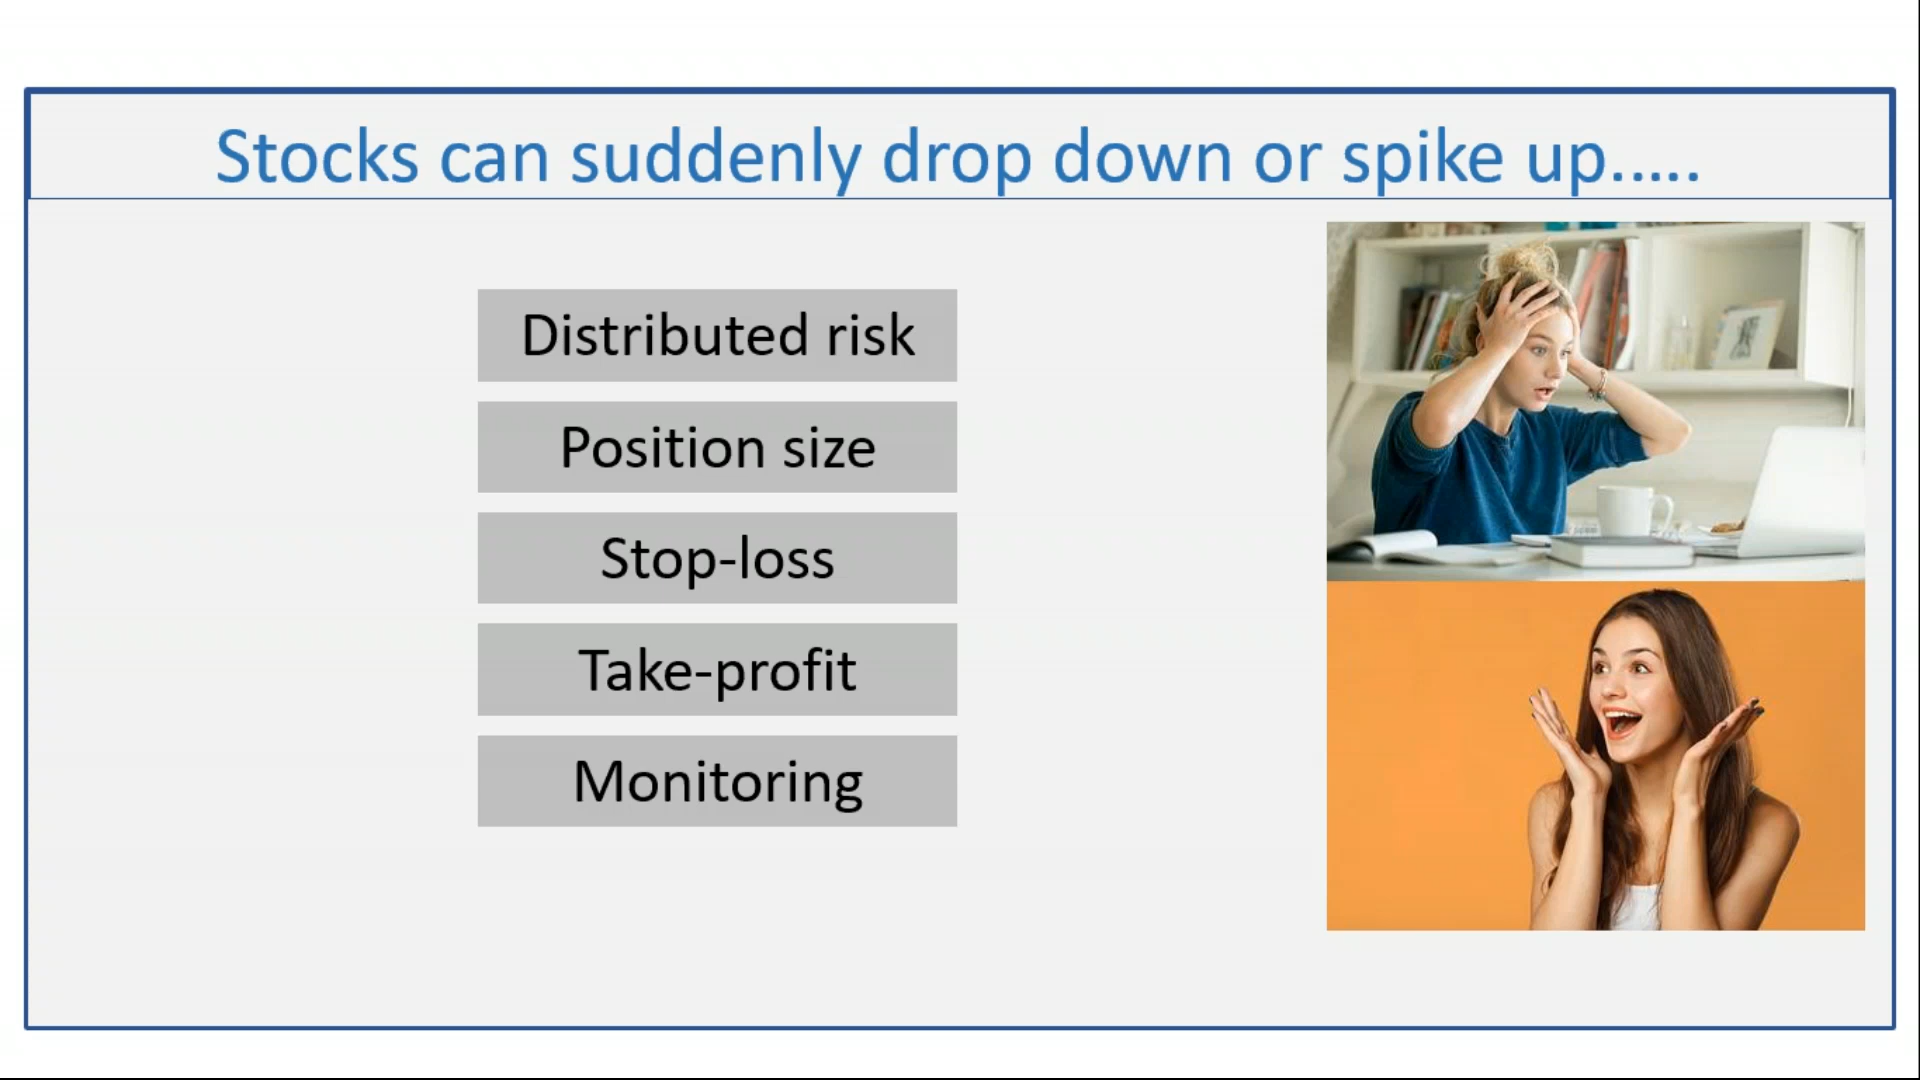 Stocks can suddenly drop down or spike up.....
Distributed risk
Position size
Stop-loss
Take-profit
Monitoring